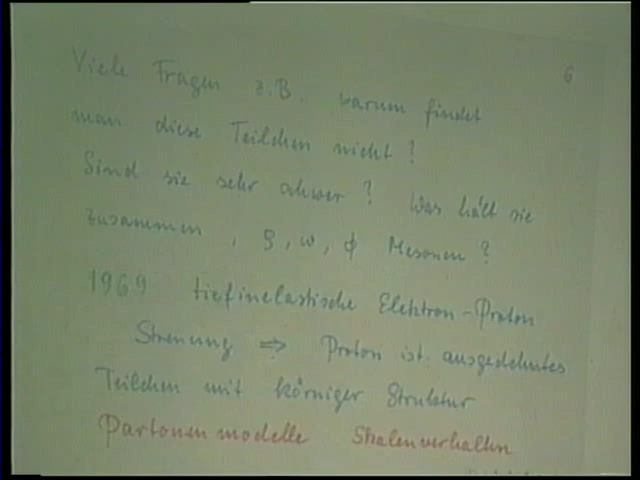 6
Viele Fragen z.B. warum findet
man diese Teilchen nicht!
Sind sie sehr schwer? Was hält sie
zusammen, ρ, ω, ϕ Mesonen?
1969 tiefinelastische Elektron-Proton
Streuung ⇒ Proton ist ausgedehntes
Teilchen mit körniger Struktur
Partonenmodelle Skalenverhalten